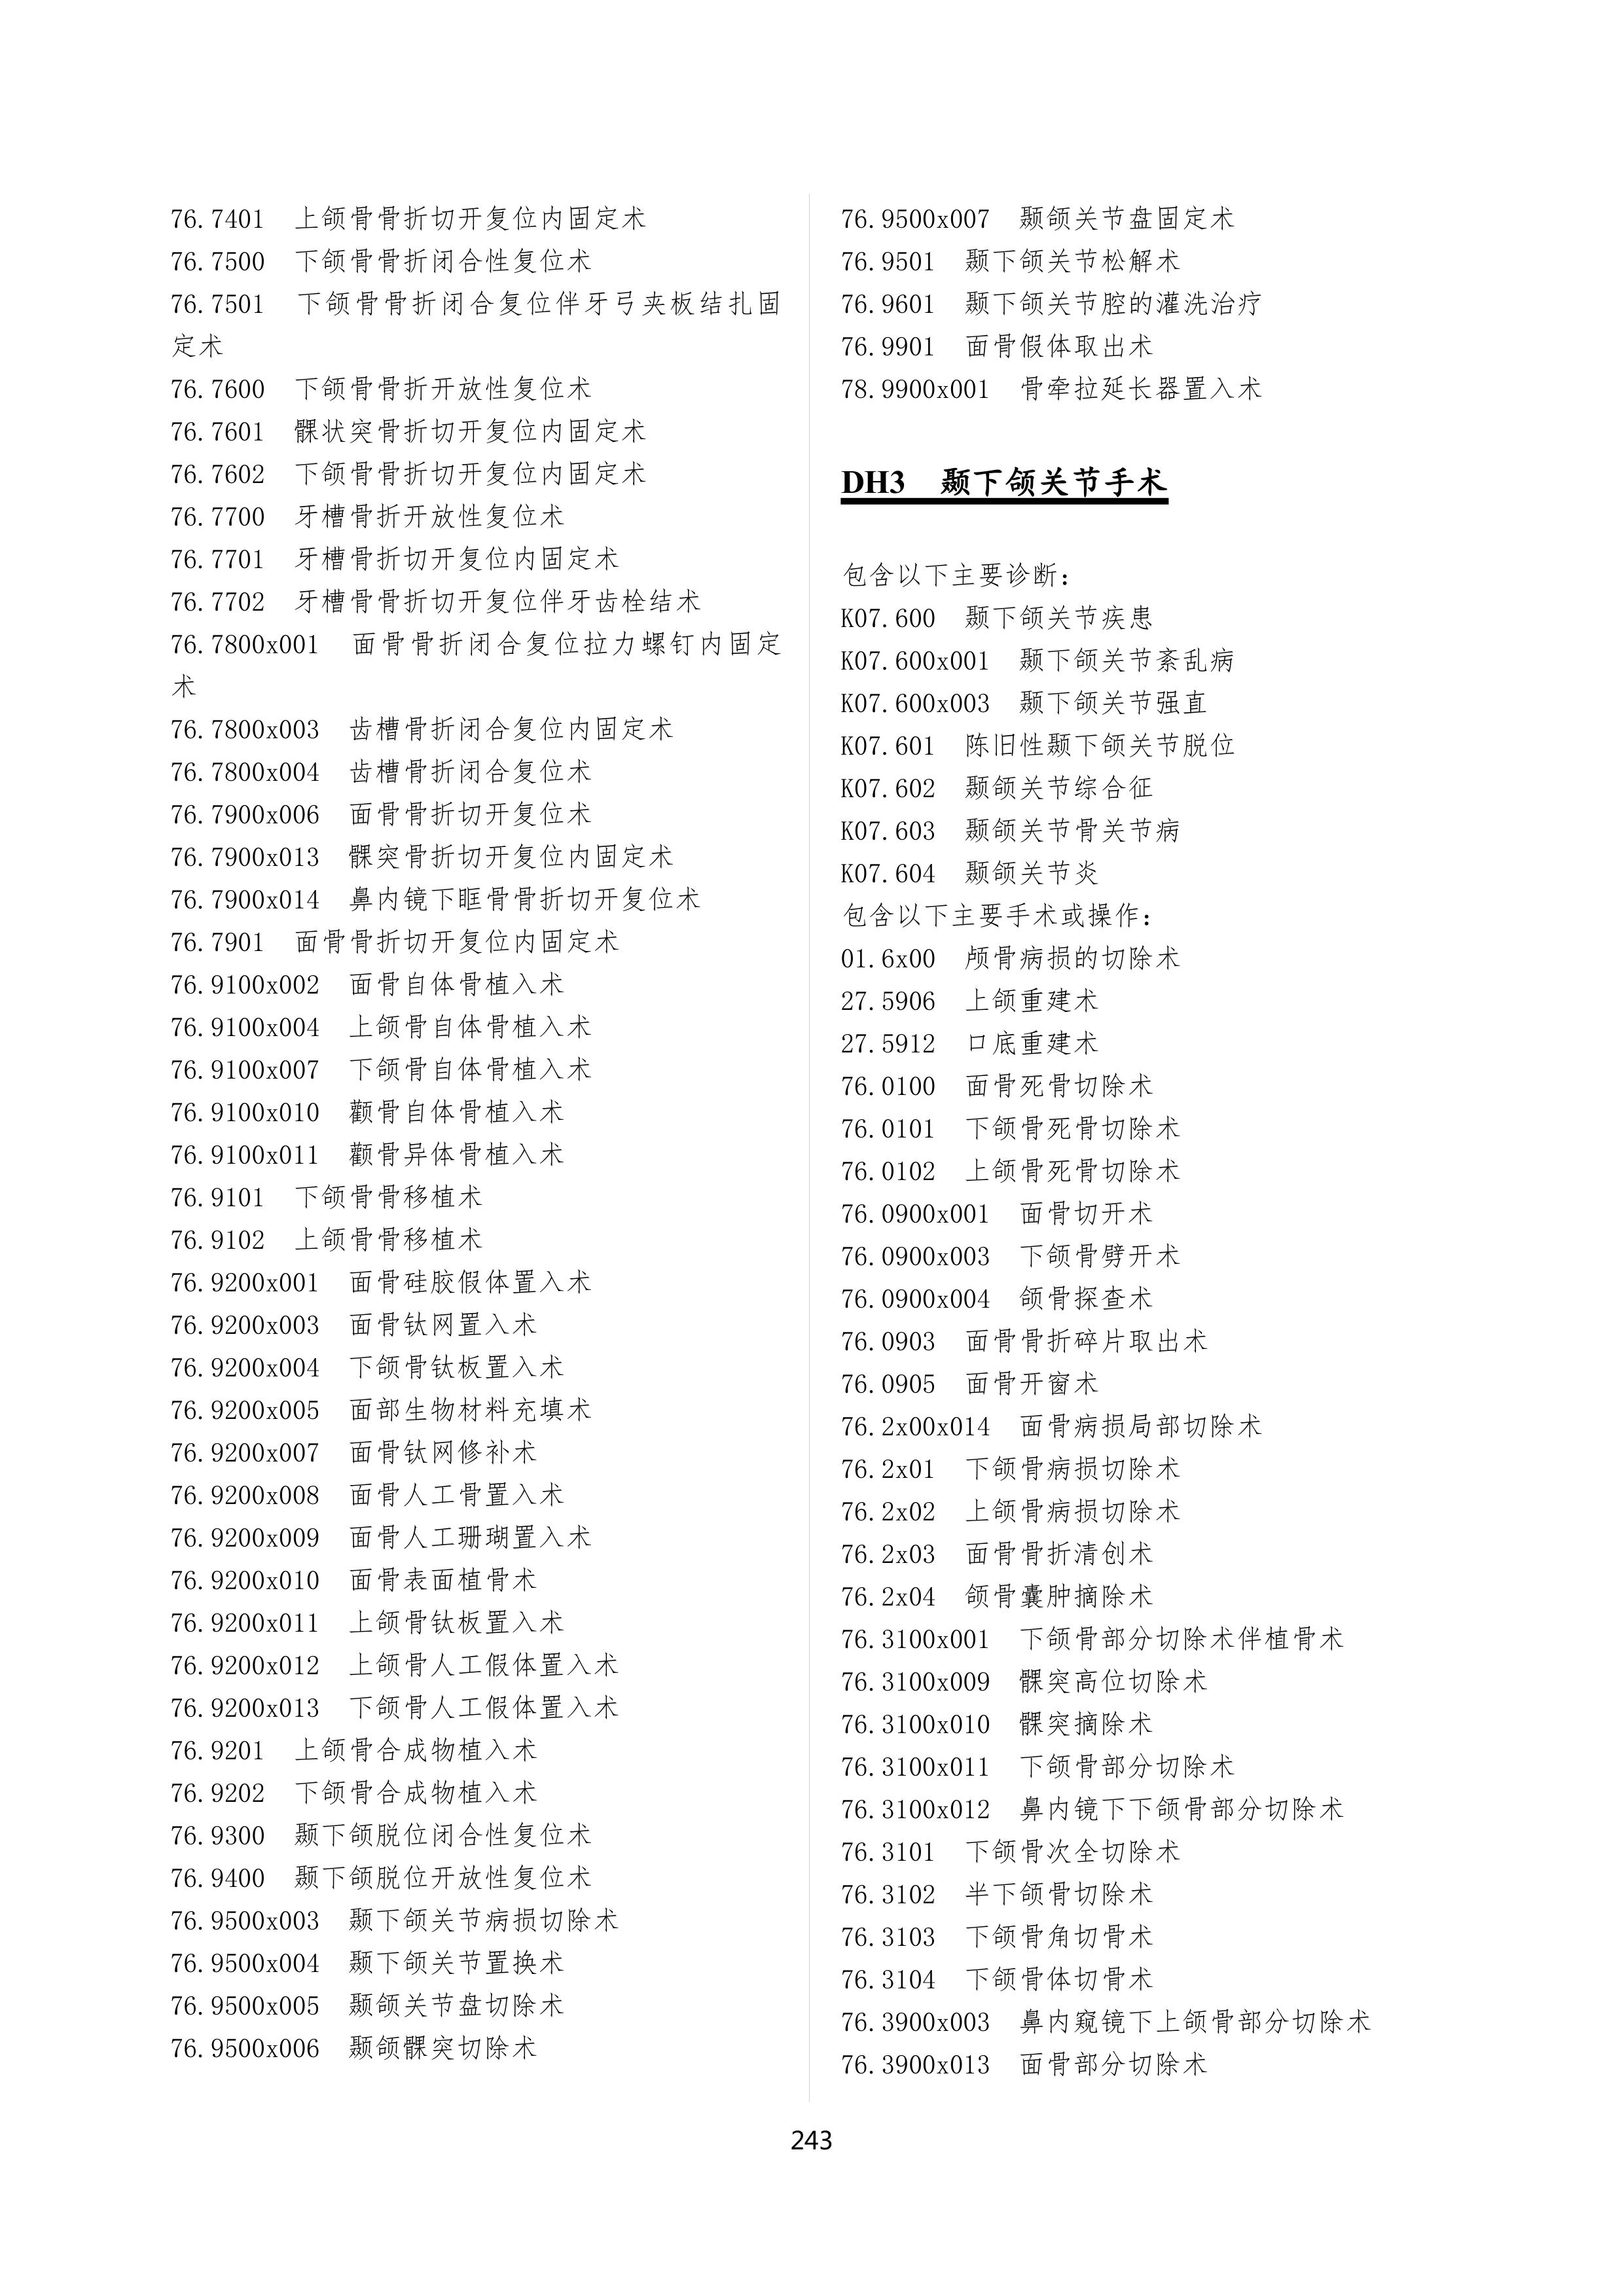 76.7401 上颌骨骨折切开复位内固定术
76.7500 下颌骨骨折闭合性复位术
76.7501 下颌骨骨折闭合复位伴牙弓夹板结扎固
定术
76.7600 下颌骨骨折开放性复位术
76.7601 髁状突骨折切开复位内固定术
76.7602 下颌骨骨折切开复位内固定术
76.7700 牙槽骨折开放性复位术
76.7701 牙槽骨折切开复位内固定术
76.7702 牙槽骨骨折切开复位伴牙齿栓结术
76.7800x001 面骨骨折闭合复位拉力螺钉内固定
术
76.7800x003 齿槽骨折闭合复位内固定术
76.7800x004 齿槽骨折闭合复位术
76.7900x006 面骨骨折切开复位术
76.7900x013 髁突骨折切开复位内固定术
76.7900x014 鼻内镜下眶骨骨折切开复位术
76.7901 面骨骨折切开复位内固定术
76.9100x002 面骨自体骨植入术
76.9100x004 上颌骨自体骨植入术
76.9100x007 下颌骨自体骨植入术
76.9100x010 颧骨自体骨植入术
76.9100x011 颧骨异体骨植入术
76.9101 下颌骨骨移植术
76.9102 上颌骨骨移植术
76.9200x001 面骨硅胶假体置入术
76.9200x003 面骨钛网置入术
76.9200x004 下颌骨钛板置入术
76.9200x005 面部生物材料充填术
76.9200x007 面骨钛网修补术
76.9200x008 面骨人工骨置入术
76.9200x009 面骨人工珊瑚置入术
76.9200x010 面骨表面植骨术
76.9200x011 上颌骨钛板置入术
76.9200x012 上颌骨人工假体置入术
76.9200x013 下颌骨人工假体置入术
76.9201 上颌骨合成物植入术
76.9202 下颌骨合成物植入术
76.9300 颞下颌脱位闭合性复位术
76.9400 颞下颌脱位开放性复位术
76.9500x003 颞下颌关节病损切除术
76.9500x004 颞下颌关节置换术
76.9500x005 颞颌关节盘切除术
76.9500x006 颞颌髁突切除术
76.9500x007 颞颌关节盘固定术
76.9501 颞下颌关节松解术
76.9601 颞下颌关节腔的灌洗治疗
76.9901 面骨假体取出术
78.9900x001 骨牵拉延长器置入术
DH3 颞下颌关节手术
包含以下主要诊断：
K07.600 颞下颌关节疾患
K07.600x001 颞下颌关节紊乱病
K07.600x003 颞下颌关节强直
K07.601 陈旧性颞下颌关节脱位
K07.602 颞颌关节综合征
K07.603 颞颌关节骨关节病
K07.604 颞颌关节炎
包含以下主要手术或操作：
01.6x00 颅骨病损的切除术
27.5906 上颌重建术
27.5912 口底重建术
76.0100 面骨死骨切除术
76.0101 下颌骨死骨切除术
76.0102 上颌骨死骨切除术
76.0900x001 面骨切开术
76.0900x003 下颌骨劈开术
76.0900x004 颌骨探查术
76.0903 面骨骨折碎片取出术
76.0905 面骨开窗术
76.2x00x014 面骨病损局部切除术
76.2x01 下颌骨病损切除术
76.2x02 上颌骨病损切除术
76.2x03 面骨骨折清创术
76.2x04 颌骨囊肿摘除术
76.3100x001 下颌骨部分切除术伴植骨术
76.3100x009 髁突高位切除术
76.3100x010 髁突摘除术
76.3100x011 下颌骨部分切除术
76.3100x012 鼻内镜下下颌骨部分切除术
76.3101 下颌骨次全切除术
76.3102 半下颌骨切除术
76.3103 下颌骨角切骨术
76.3104 下颌骨体切骨术
76.3900x003 鼻内窥镜下上颌骨部分切除术
76.3900x013 面骨部分切除术
243